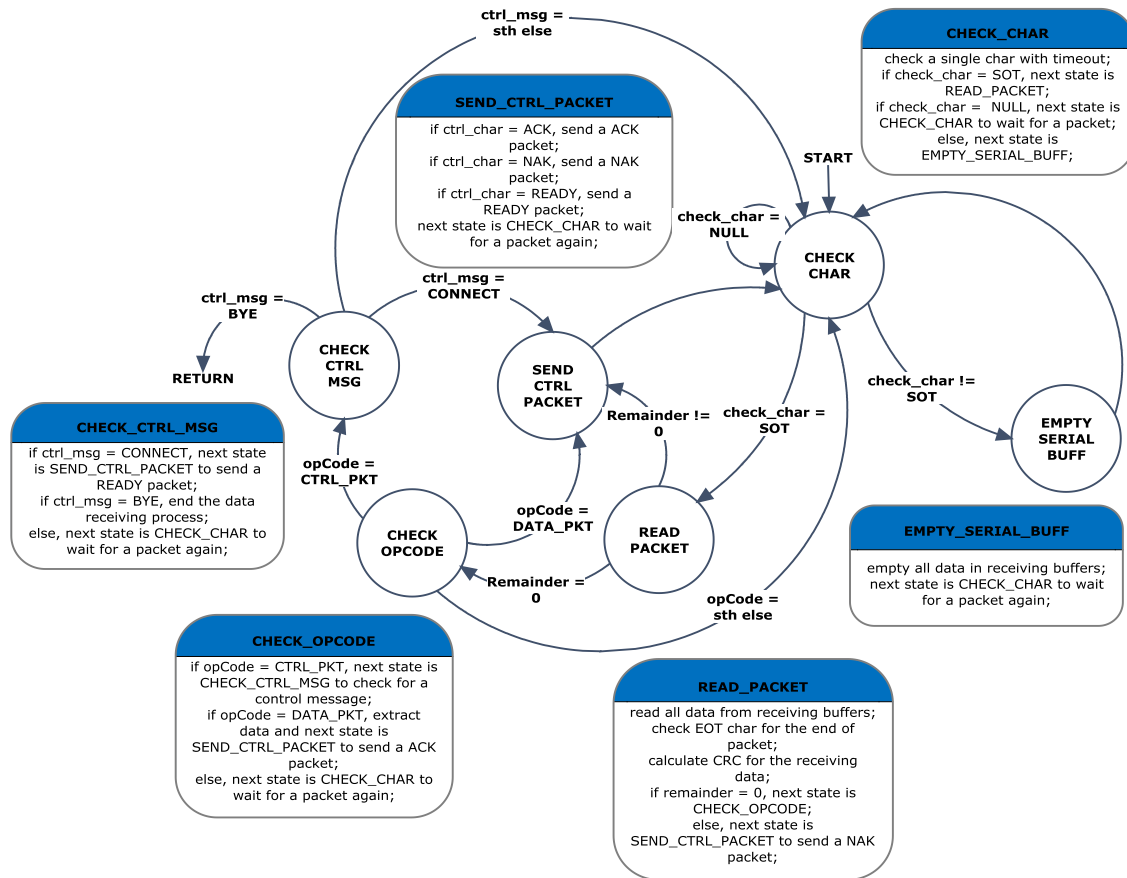 ctrl_msg =
sth else
CHECK_CHAR
check a single char with timeout;
if check_char = SOT, next state is
READ_PACKET;
if check_char =  NULL, next state is
CHECK_CHAR to wait for a packet;
else, next state is
EMPTY_SERIAL_BUFF;
SEND_CTRL_PACKET
if ctrl_char = ACK, send a ACK
packet;
if ctrl_char = NAK, send a NAK
packet;
if ctrl_char = READY, send a
READY packet;
next state is CHECK_CHAR to wait
for a packet again;
START
check_char =
NULL
CHECK
CHAR
ctrl_msg =
CONNECT
ctrl_msg =
BYE
RETURN
CHECK
CTRL
MSG
SEND
CTRL
PACKET
check_char !=
SOT
Remainder !=
0
check_char =
SOT
EMPTY
SERIAL
BUFF
CHECK_CTRL_MSG
if ctrl_msg = CONNECT, next state
is SEND_CTRL_PACKET to send a
READY packet;
if ctrl_msg = BYE, end the data
receiving process;
else, next state is CHECK_CHAR to
wait for a packet again;
opCode =
CTRL_PKT
opCode =
DATA_PKT
CHECK
OPCODE
READ
PACKET
Remainder =
0
opCode =
sth else
EMPTY_SERIAL_BUFF
empty all data in receiving buffers;
next state is CHECK_CHAR to wait
for a packet again;
CHECK_OPCODE
if opCode = CTRL_PKT, next state is
CHECK_CTRL_MSG to check for a
control message;
if opCode = DATA_PKT, extract
data and next state is
SEND_CTRL_PACKET to send a ACK
packet;
else, next state is CHECK_CHAR to
wait for a packet again;
READ_PACKET
read all data from receiving buffers;
check EOT char for the end of
packet;
calculate CRC for the receiving
data;
if remainder = 0, next state is
CHECK_OPCODE;
else, next state is
SEND_CTRL_PACKET to send a NAK
packet;